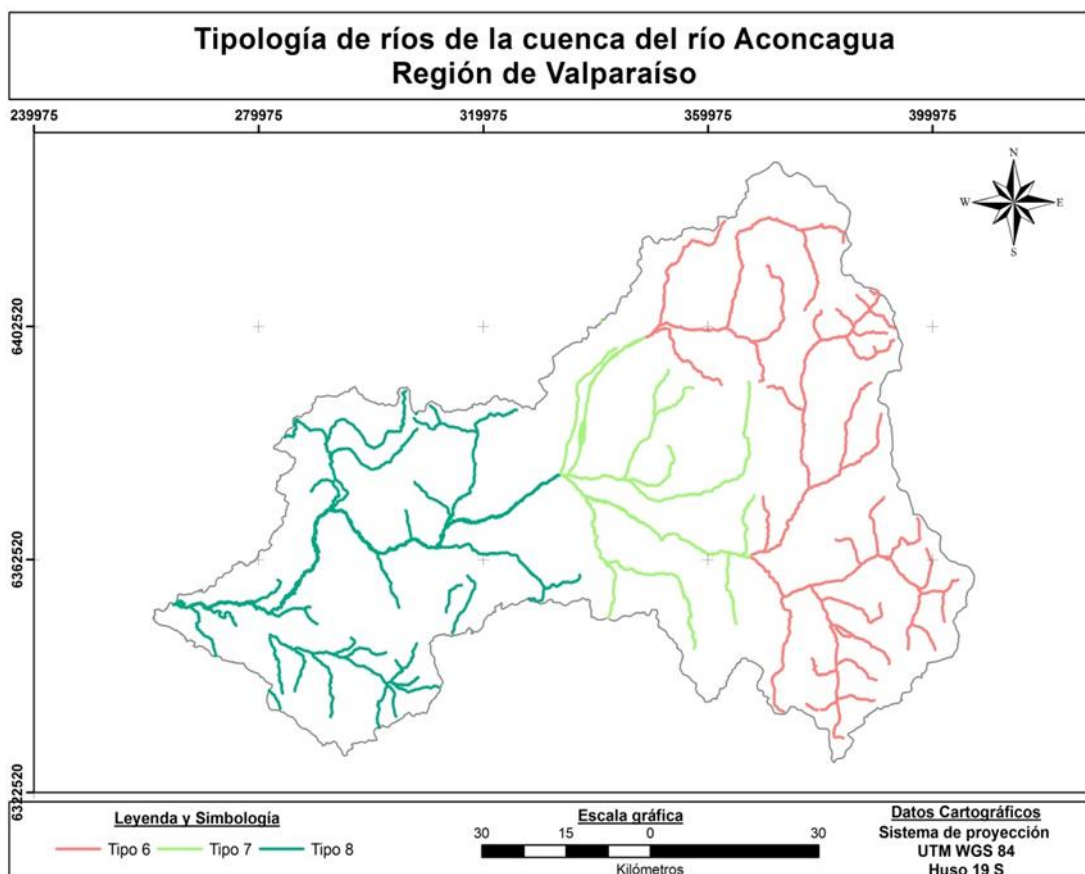 Tipología de ríos de la cuenca del río Aconcagua
Región de Valparaíso
239975 279975 319975 359975 399975
N
W E
S
6402520
6362520
6322520
Leyenda y Simbología
Tipo 6 Tipo 7 Tipo 8
Escala gráfica
30 15 0 30
Kilómetros
Datos Cartográficos
Sistema de proyección
UTM WGS 84
Huso 19 S